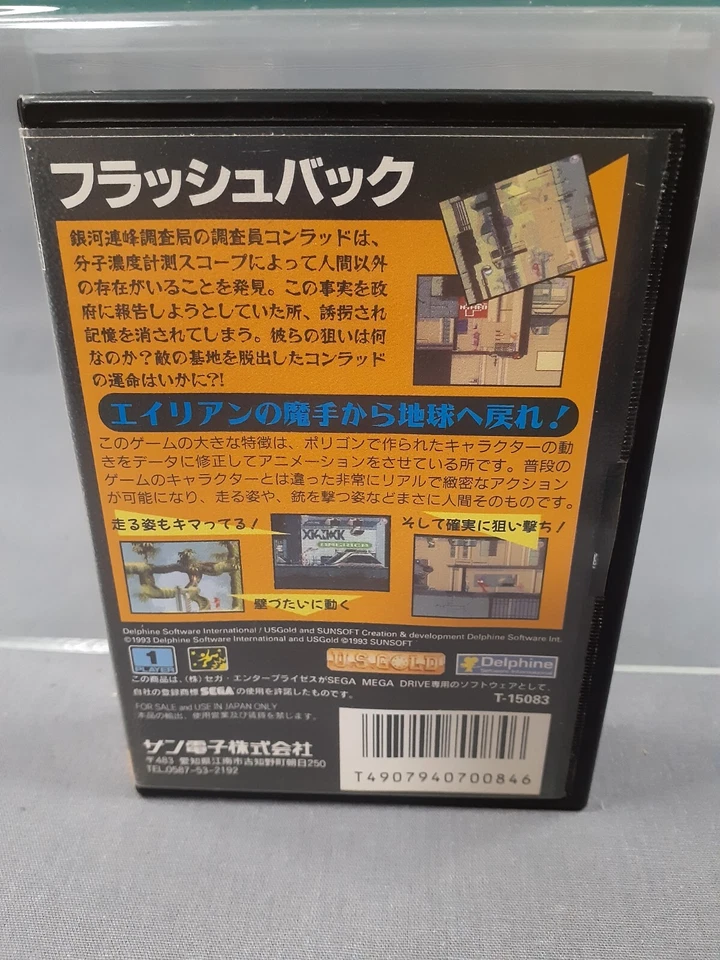 フラッシュバック
銀河連峰調査局の調査員コンラッドは、
分子濃度計測スコープによって人間以外
の存在がいることを発見。この事実を政
府に報告しようとしていた所、誘拐され
記憶を消されてしまう。彼らの狙いは何
なのか?敵の基地を脱出したコンラッド
の運命はいかに?!
エイリアンの魔手から地球へ戻れ!
このゲームの大きな特徴は、ポリゴンで作られたキャラクターの動
きをデータに修正してアニメーションをさせている所です。普段の
ゲームのキャラクターとは違った非常にリアルで緻密なアクション
が可能になり、走る姿や、銃を撃つ姿などまさに人間そのものです。
走る姿もキマってる!
そして確実に狙い撃ち!
壁づたいに動く
Delphine Software International / USGold and SUNSOFT Creation & development Delphine Software Int.
©1993 Delphine Software International and USGold ©1993 SUNSOFT
1 PLAYER
U.S. GOLD
Delphine
この商品は、(株)セガ・エンタープライゼスがSEGA MEGA DRIVE専用のソフトウェアとして、
自社の登録商標 SEGA の使用を許諾したものです。
T-15083
FOR SALE and USE IN JAPAN ONLY
本品の輸出、使用営業及び賃貸を禁じます。
サン電子株式会社
〒483 愛知県江南市古知野町朝日250
TEL.0587-53-2192
T4907940700846